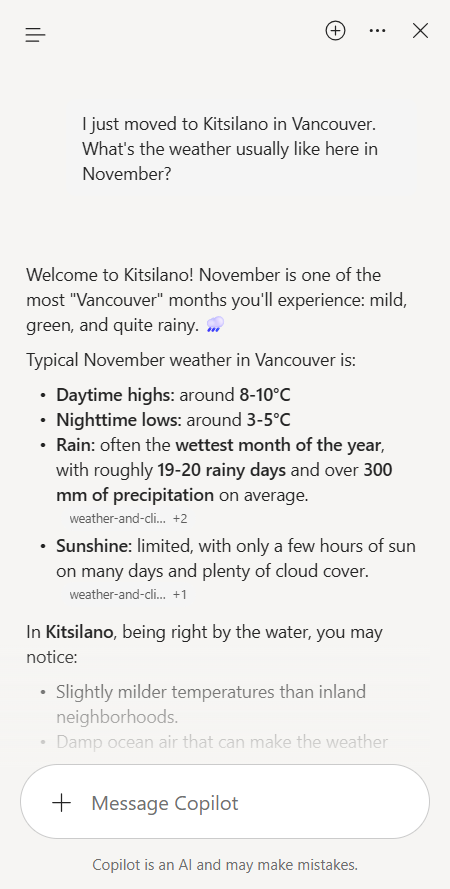 I just moved to Kitsilano in Vancouver.
What's the weather usually like here in
November?
Welcome to Kitsilano! November is one of the
most "Vancouver" months you'll experience: mild,
green, and quite rainy. 🌧️
Typical November weather in Vancouver is:
• Daytime highs: around 8-10°C
• Nighttime lows: around 3-5°C
• Rain: often the wettest month of the year,
with roughly 19-20 rainy days and over 300
mm of precipitation on average.
weather-and-cli... +2
• Sunshine: limited, with only a few hours of sun
on many days and plenty of cloud cover.
weather-and-cli... +1
In Kitsilano, being right by the water, you may
notice:
• Slightly milder temperatures than inland
neighborhoods.
• Damp ocean air that can make the weather
Message Copilot
Copilot is an AI and may make mistakes.